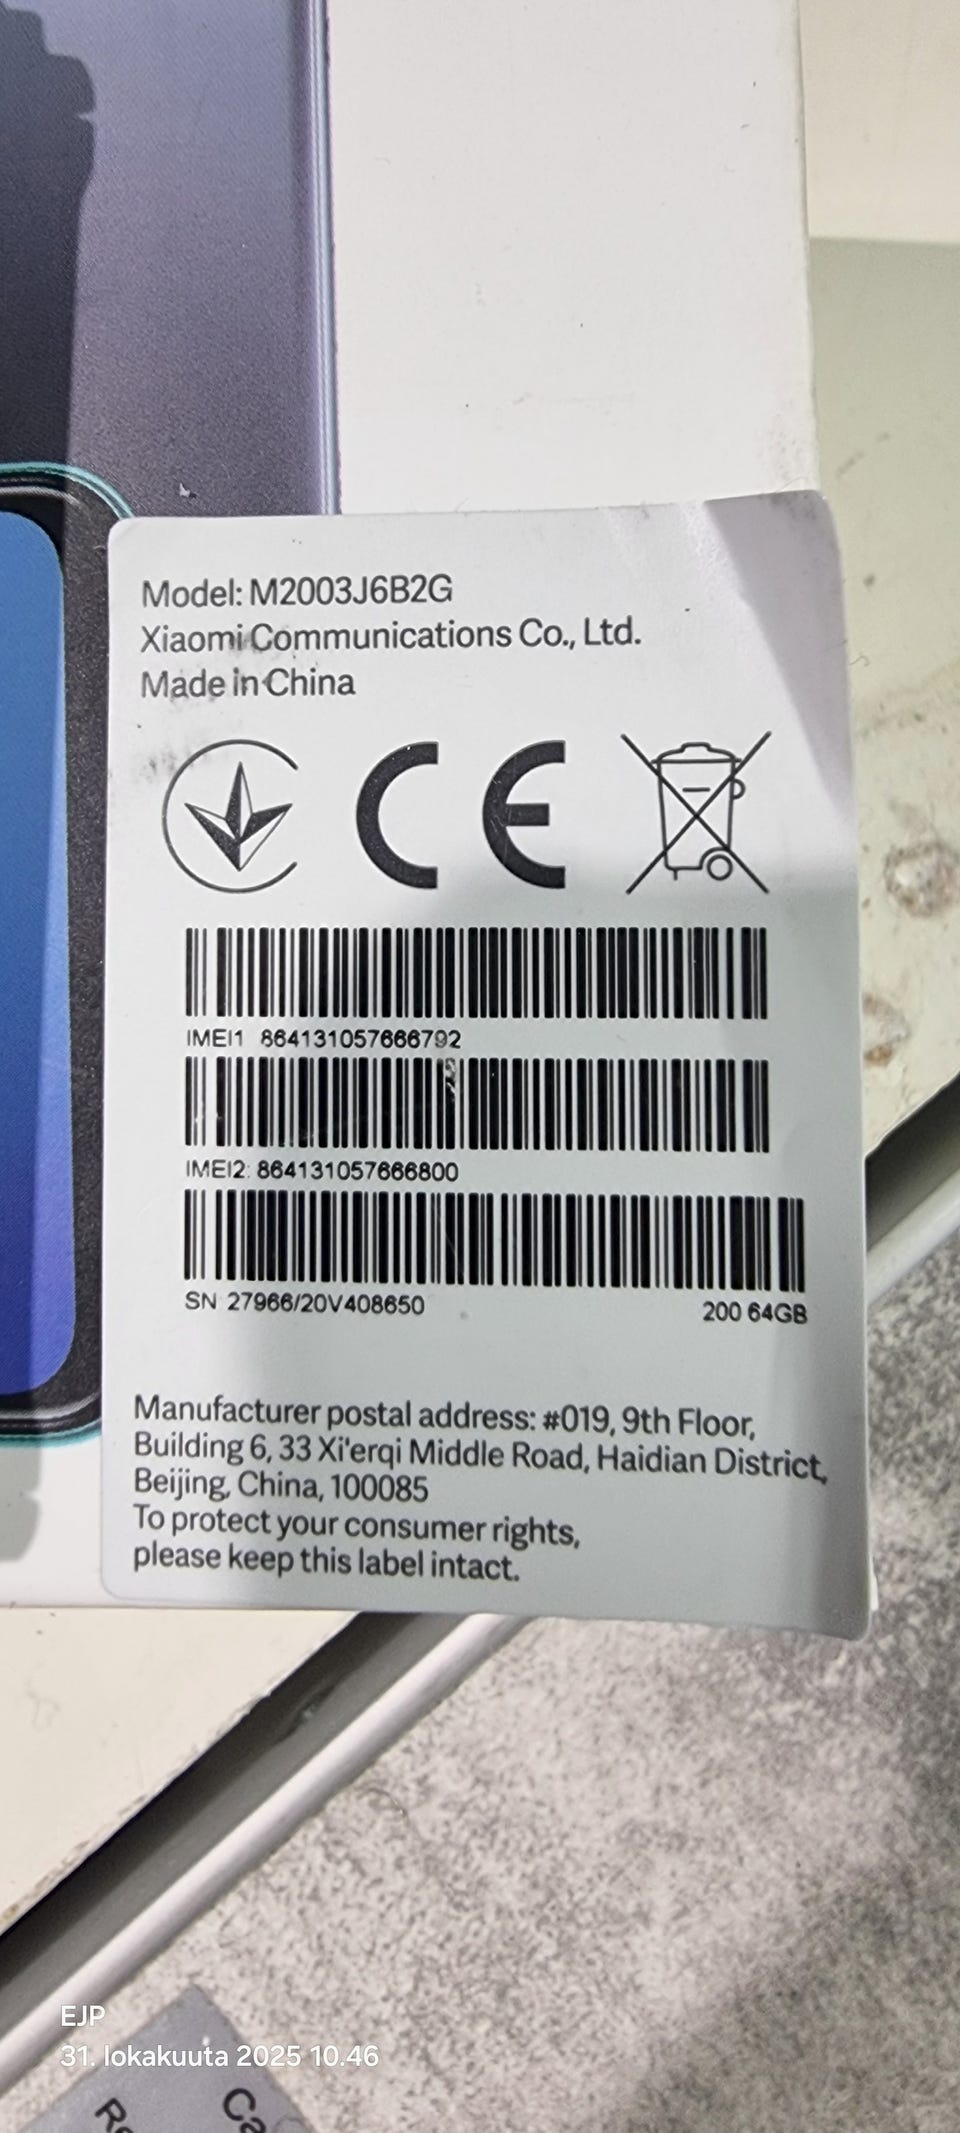 Model: M2003J6B2G
Xiaomi Communications Co., Ltd.
Made in China
CE
IMEI1 864131057666792
IMEI2: 864131057666800
SN 27966/20V408650
200 64GB
Manufacturer postal address: #019, 9th Floor,
Building 6, 33 Xi'erqi Middle Road, Haidian District,
Beijing, China, 100085
To protect your consumer rights,
please keep this label intact.
EJP
31. lokakuuta 2025 10.46